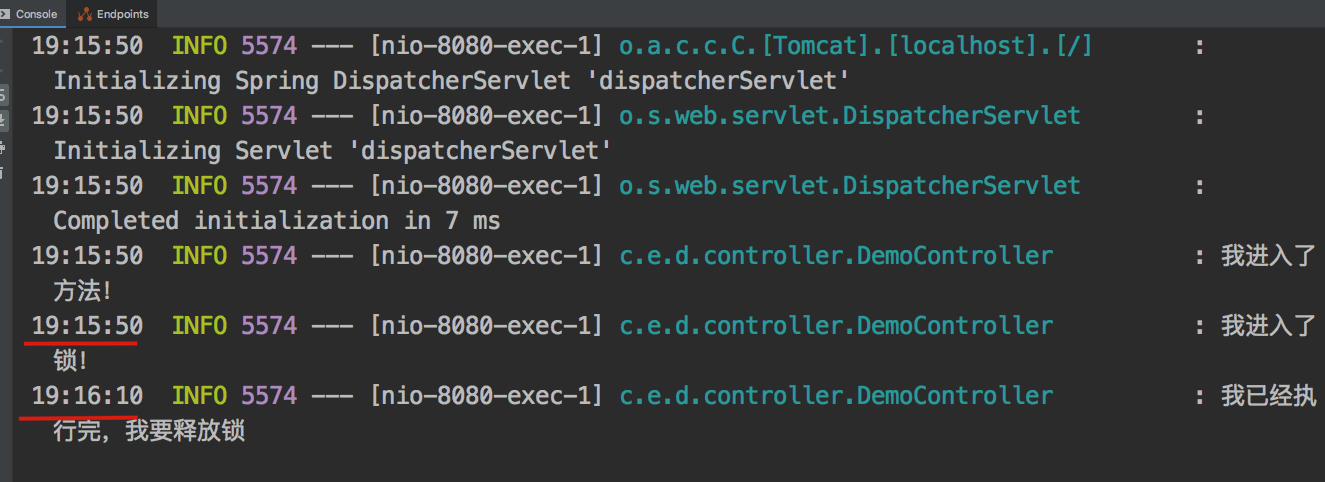 Console Endpoints
19:15:50 INFO 5574 --- [nio-8080-exec-1] o.a.c.c.C.[Tomcat].[localhost].[/] :
Initializing Spring DispatcherServlet 'dispatcherServlet'
19:15:50 INFO 5574 --- [nio-8080-exec-1] o.s.web.servlet.DispatcherServlet :
Initializing Servlet 'dispatcherServlet'
19:15:50 INFO 5574 --- [nio-8080-exec-1] o.s.web.servlet.DispatcherServlet :
Completed initialization in 7 ms
19:15:50 INFO 5574 --- [nio-8080-exec-1] c.e.d.controller.DemoController : 我进入了
方法!
19:15:50 INFO 5574 --- [nio-8080-exec-1] c.e.d.controller.DemoController : 我进入了
锁!
19:16:10 INFO 5574 --- [nio-8080-exec-1] c.e.d.controller.DemoController : 我已经执
行完，我要释放锁